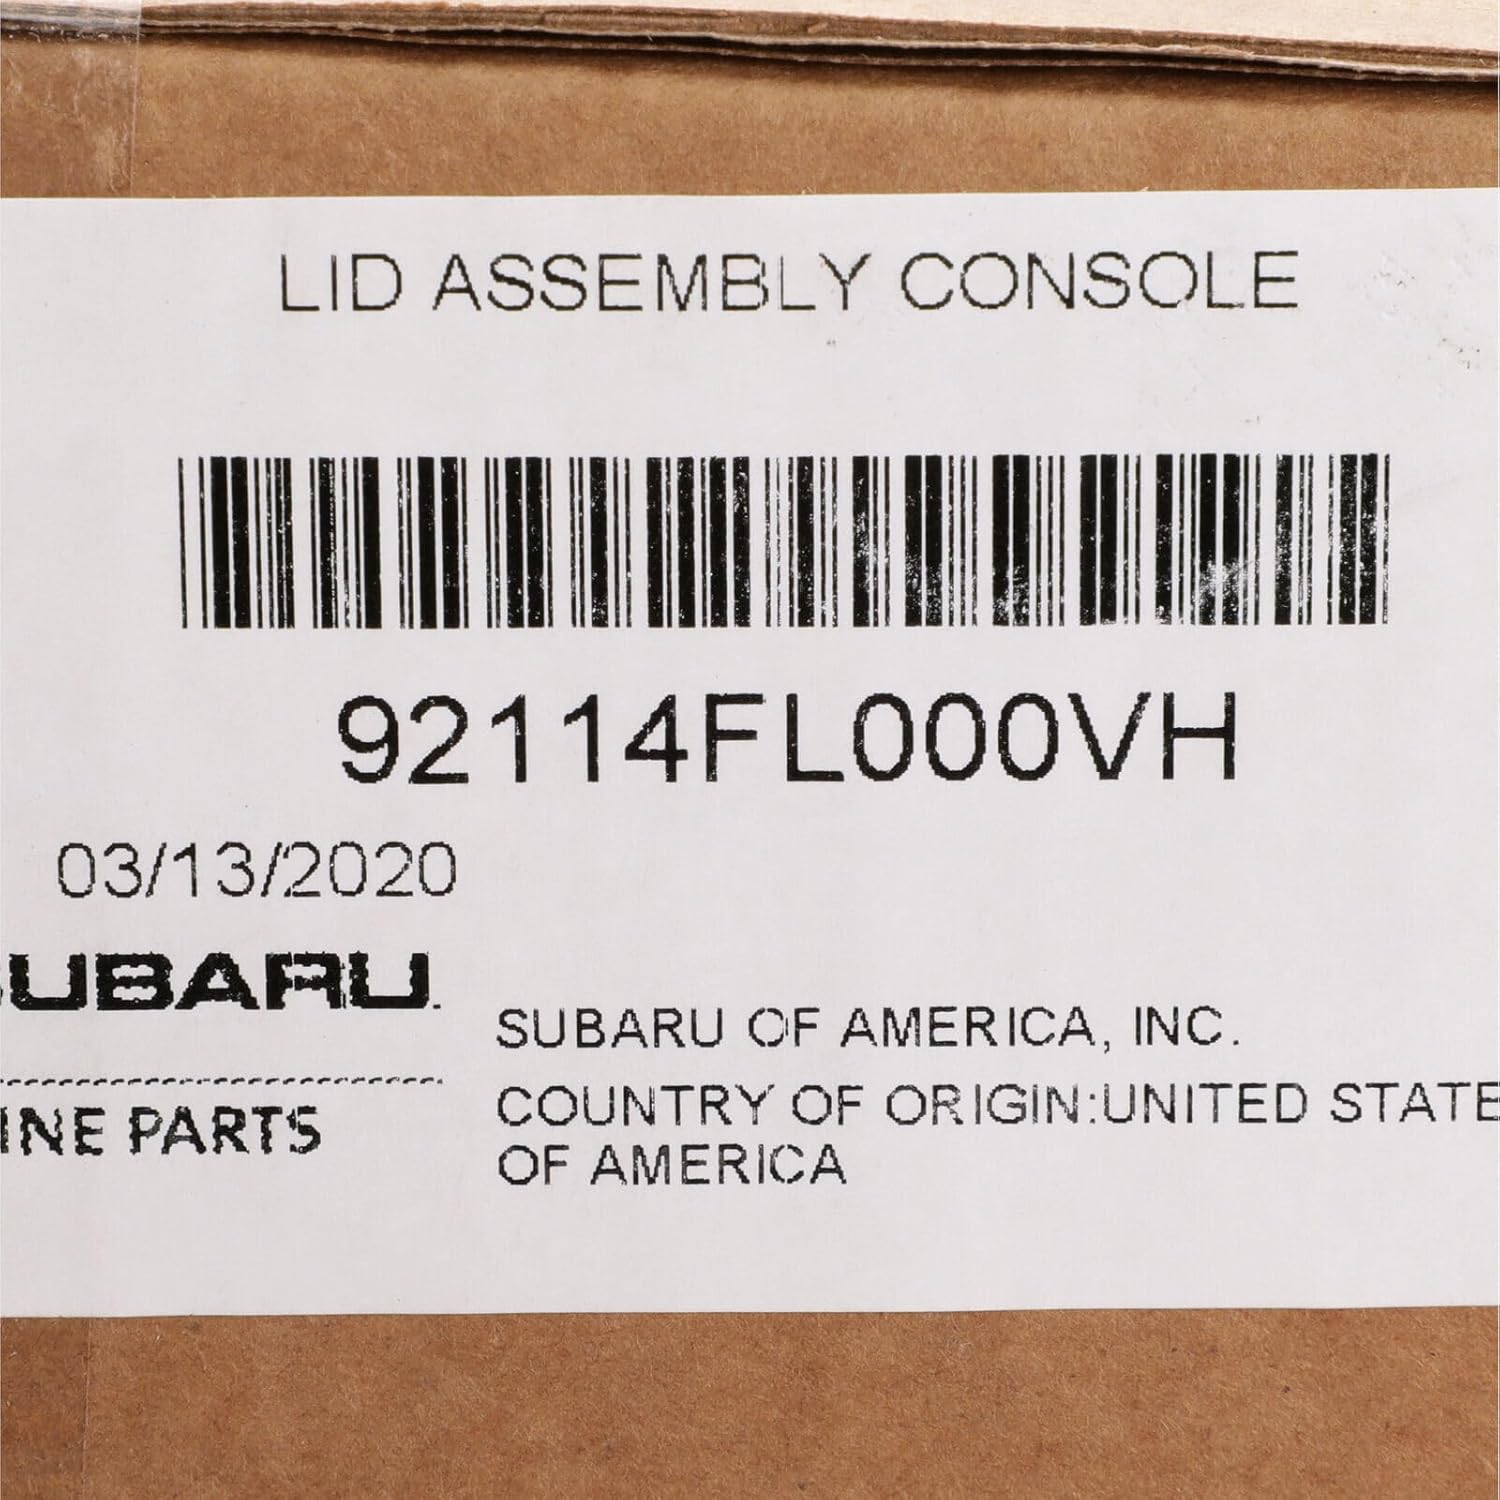 LID ASSEMBLY CONSOLE
92114FL000VH
03/13/2020
SUBARU.
INE PARTS
SUBARU OF AMERICA, INC.
COUNTRY OF ORIGIN:UNITED STATE
OF AMERICA